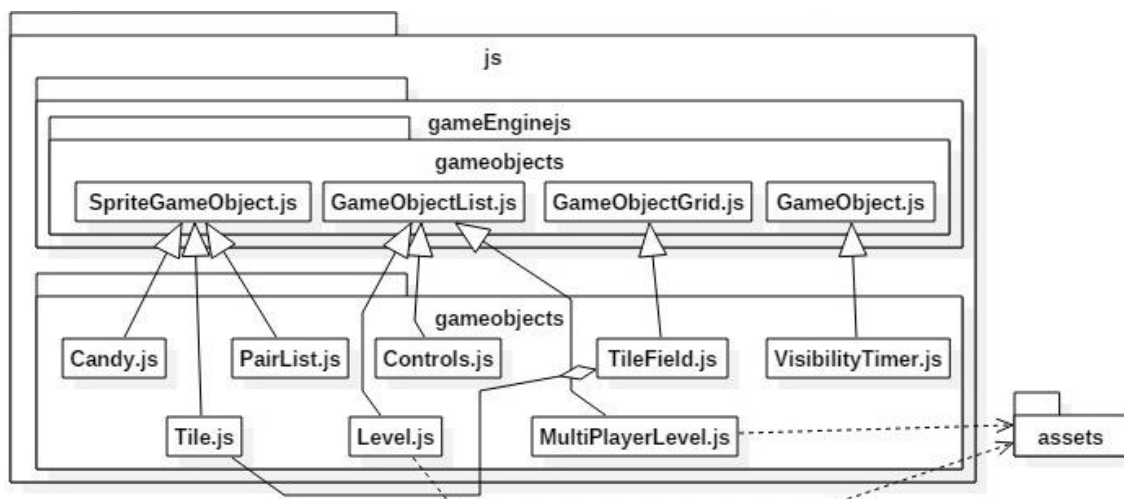 js
gameEnginejs
gameobjects
SpriteGameObject.js
GameObjectList.js
GameObjectGrid.js
GameObject.js
gameobjects
Candy.js
PairList.js
Controls.js
TileField.js
VisibilityTimer.js
Tile.js
Level.js
MultiPlayerLevel.js
assets